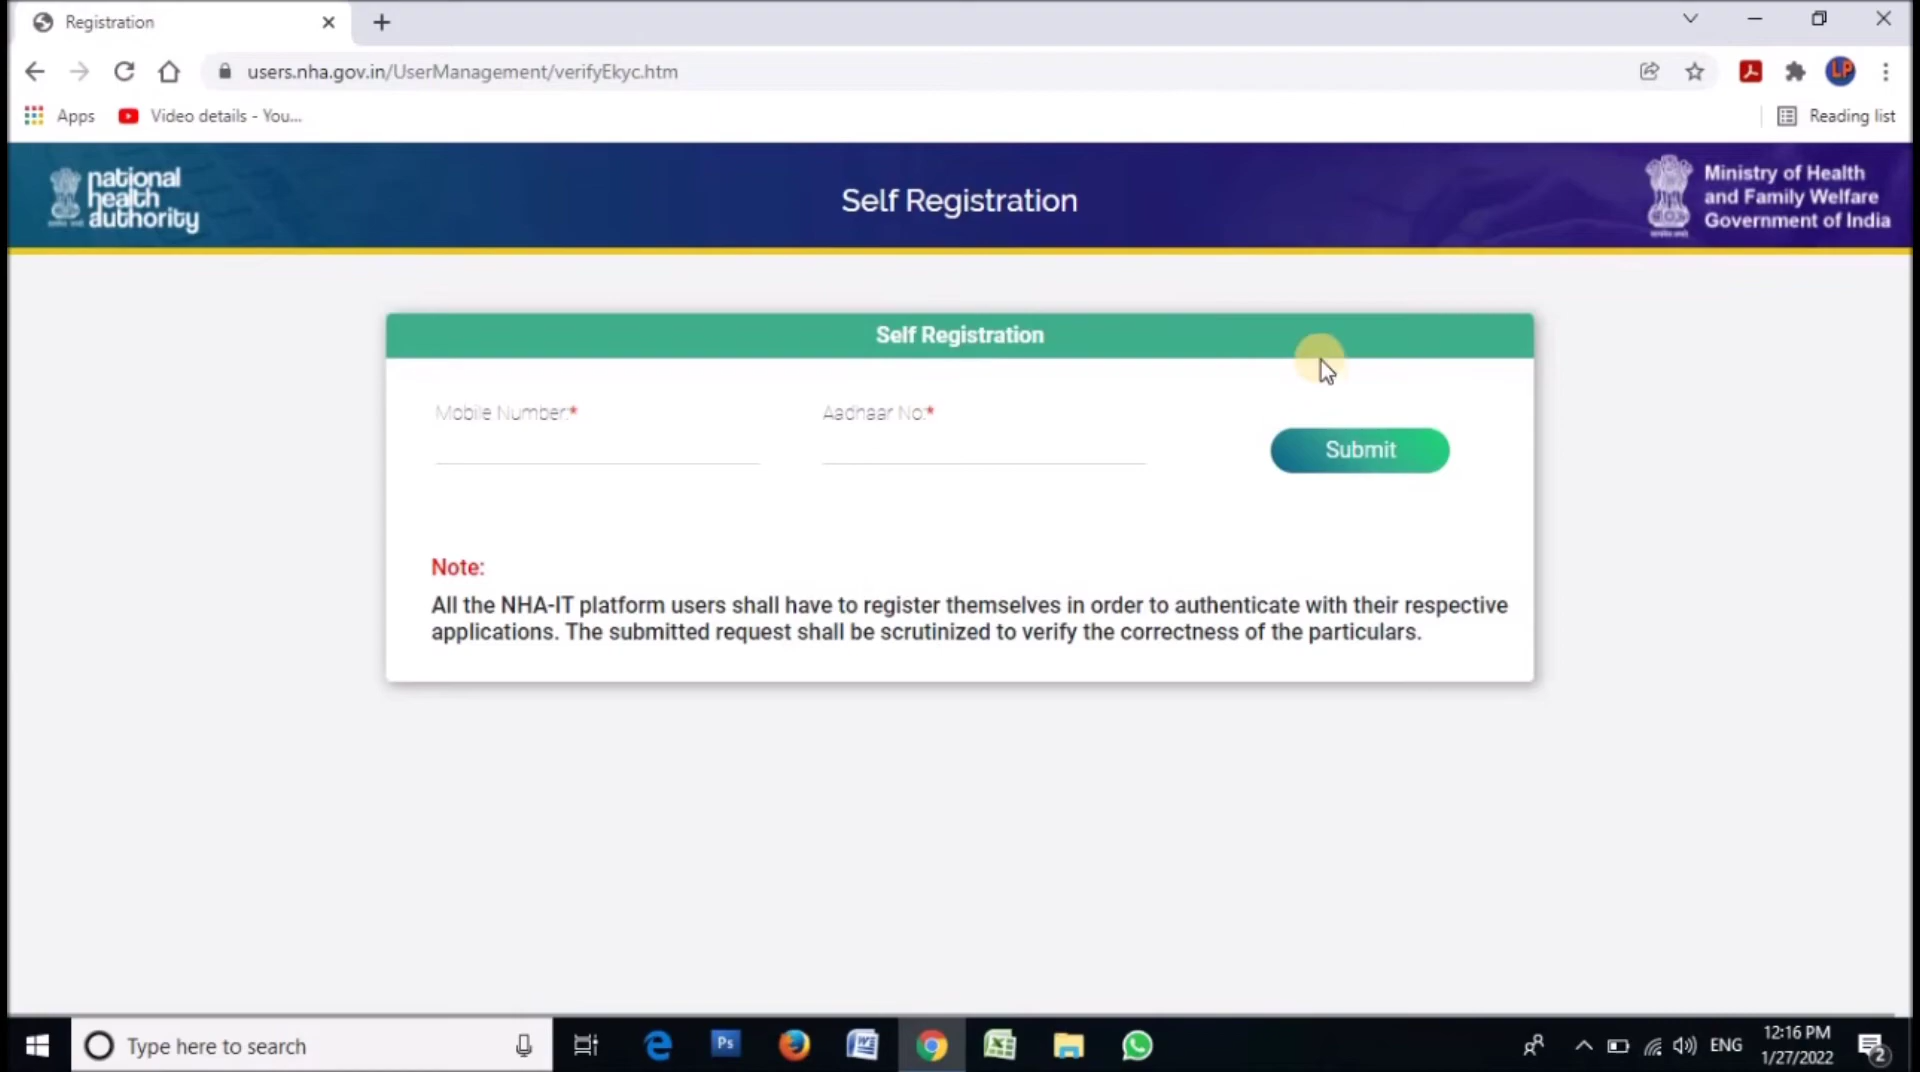 Registration
users.nha.gov.in/UserManagement/verifyEkyc.htm
LP
Apps
Video details - You...
Reading list
national
health
authority
Self Registration
Ministry of Health
and Family Welfare
Government of India
Self Registration
Mobile Number:*
Aadhaar No:*
Submit
Note:
All the NHA-IT platform users shall have to register themselves in order to authenticate with their respective
applications. The submitted request shall be scrutinized to verify the correctness of the particulars.
Type here to search
Ps
ENG
12:16 PM
1/27/2022
2